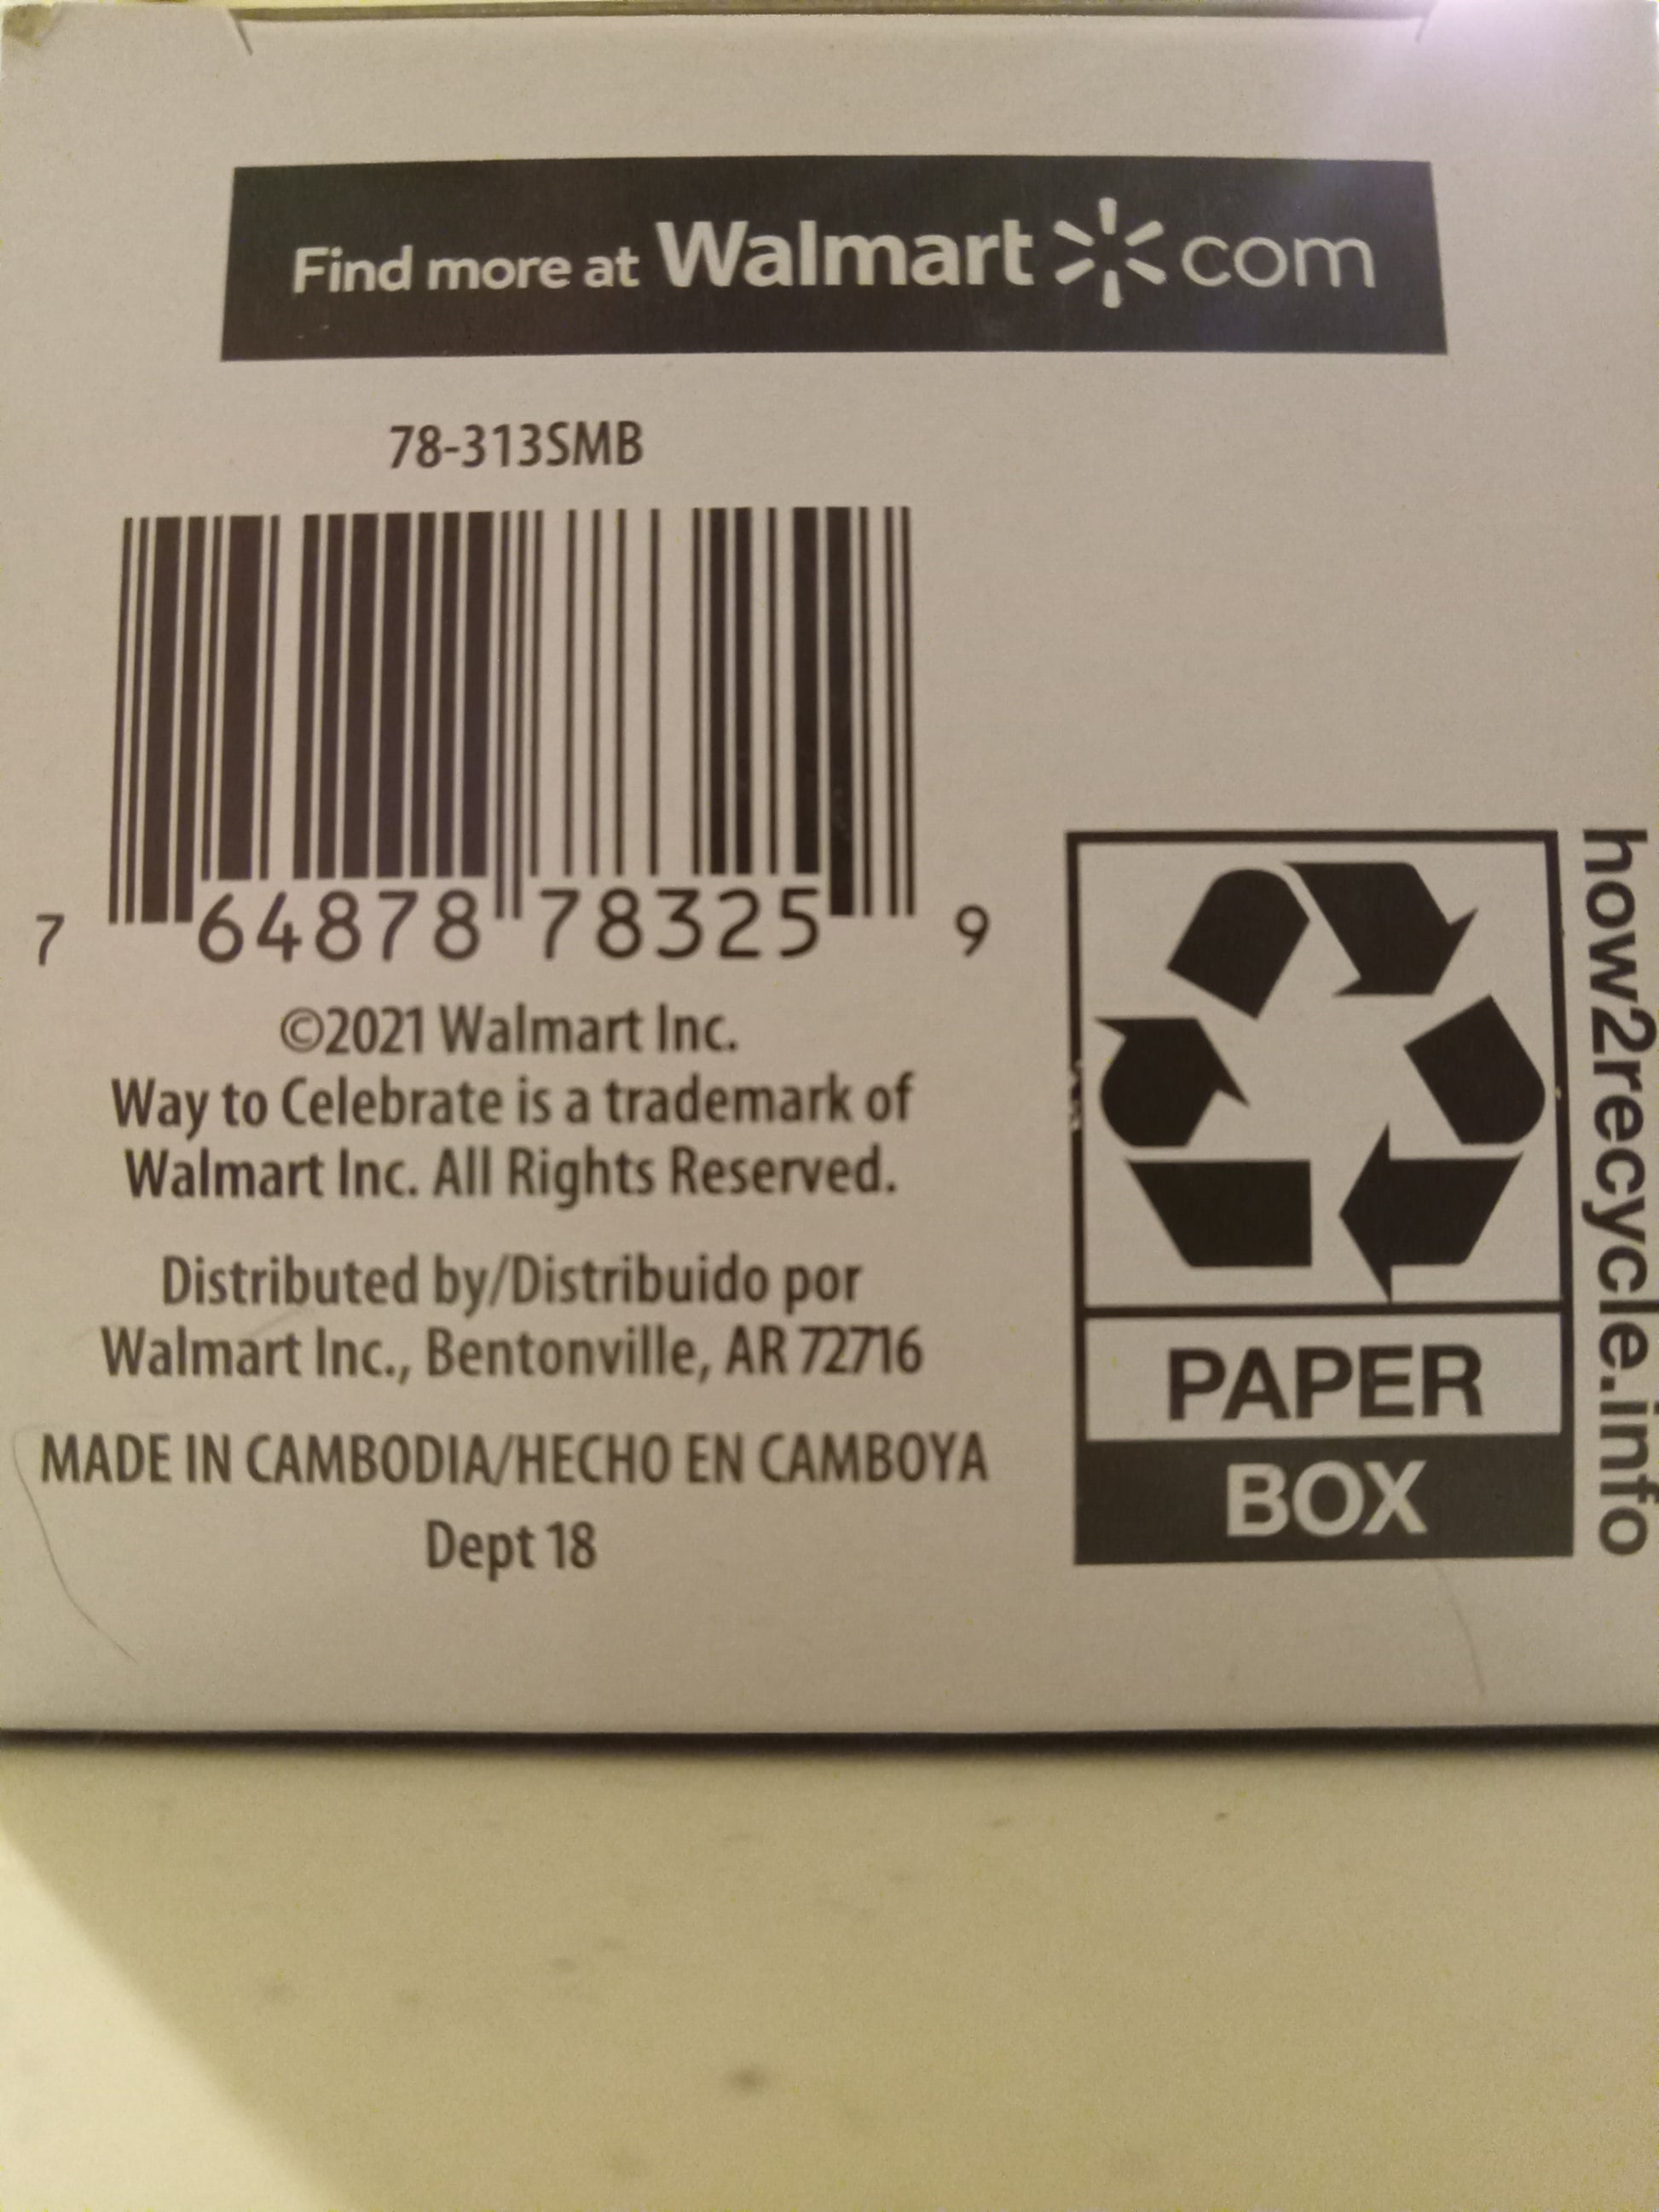 Find more at Walmart com
78-313SMB
7 64878 78325 9
©2021 Walmart Inc.
Way to Celebrate is a trademark of
Walmart Inc. All Rights Reserved.
Distributed by/Distribuido por
Walmart Inc., Bentonville, AR 72716
MADE IN CAMBODIA/HECHO EN CAMBOYA
Dept 18
PAPER
BOX
how2recycle.info